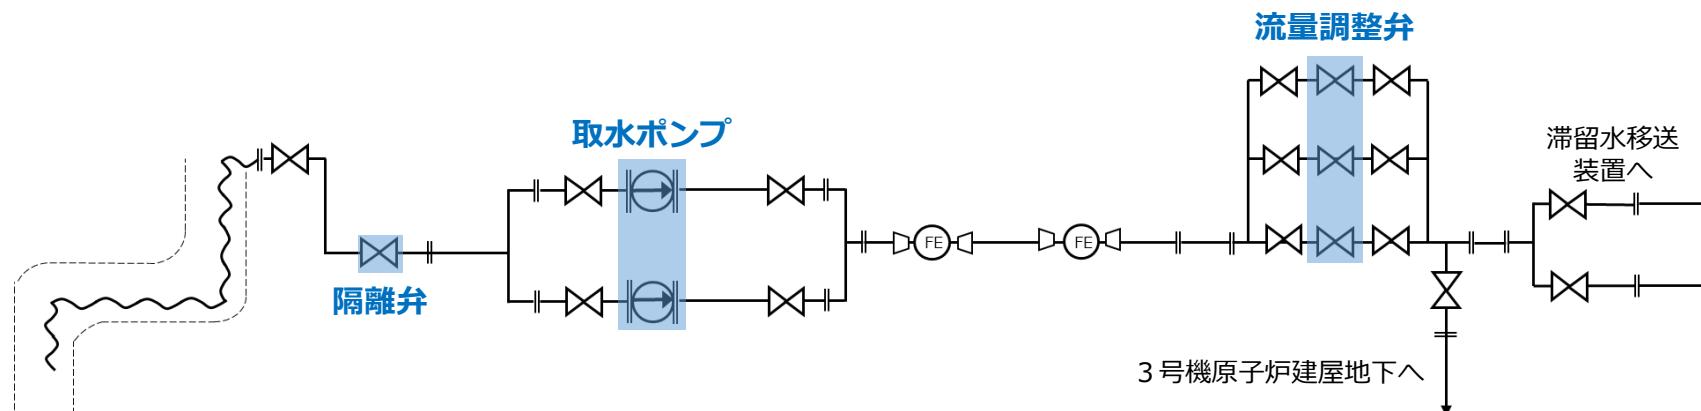 流量調整弁
取水ポンプ
滞留水移送
装置へ
FE
FE
隔離弁
3号機原子炉建屋地下へ